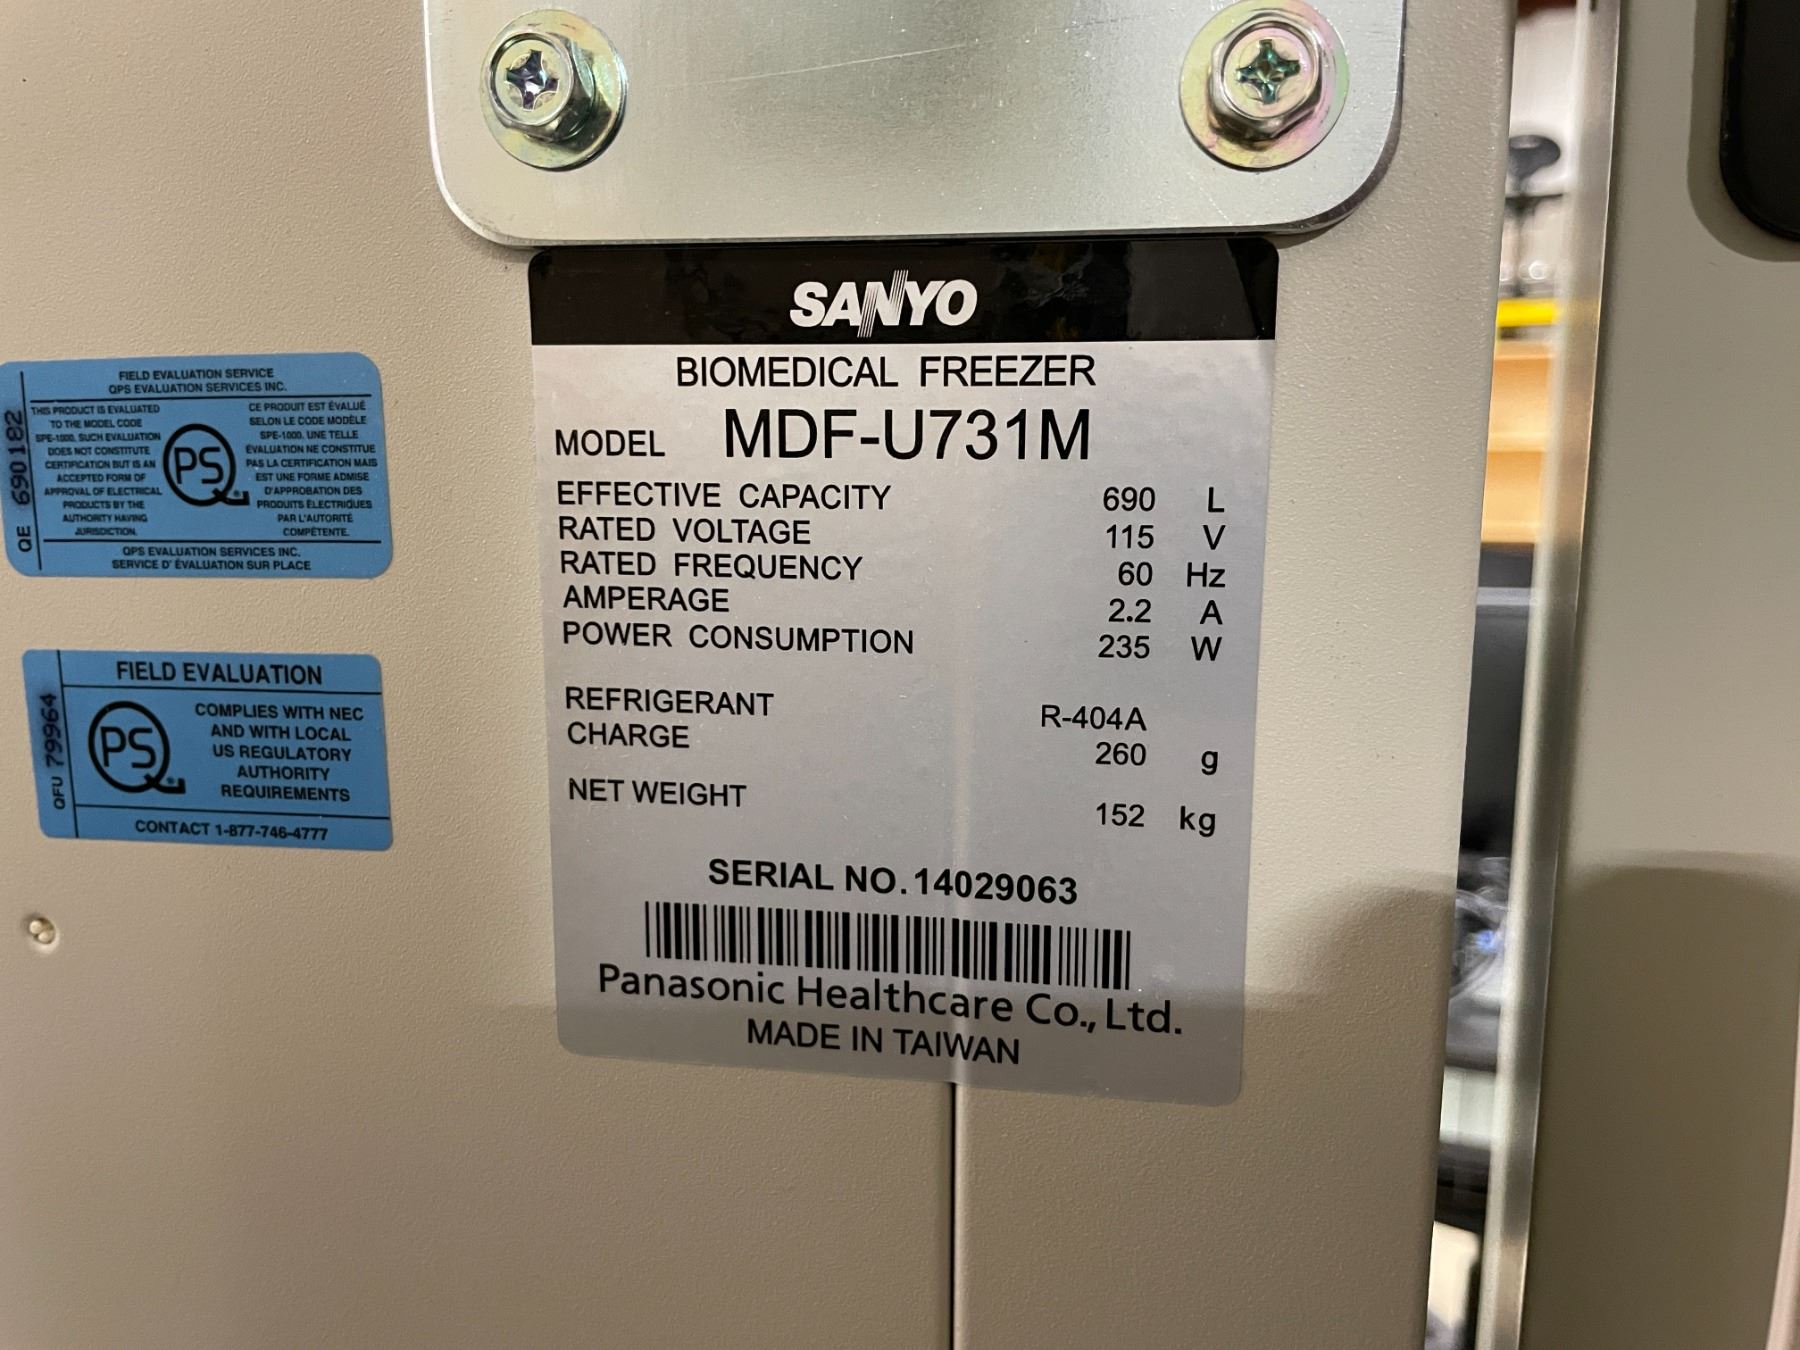 SANYO
BIOMEDICAL FREEZER
MODEL MDF-U731M
EFFECTIVE CAPACITY 690 L
RATED VOLTAGE 115 V
RATED FREQUENCY 60 Hz
AMPERAGE 2.2 A
POWER CONSUMPTION 235 W
REFRIGERANT R-404A
CHARGE 260 g
NET WEIGHT 152 kg
SERIAL NO. 14029063
Panasonic Healthcare Co., Ltd.
MADE IN TAIWAN
FIELD EVALUATION SERVICE
QPS EVALUATION SERVICES INC.
THIS PRODUCT IS EVALUATED
TO THE MODEL CODE
SPE-1000. SUCH EVALUATION
DOES NOT CONSTITUTE
CERTIFICATION BUT IS AN
ACCEPTED FORM OF
APPROVAL OF ELECTRICAL
PRODUCTS BY THE
AUTHORITY HAVING
JURISDICTION.
QPS
CE PRODUIT EST ÉVALUÉ
SELON LE CODE MODÈLE
SPE-1000. UNE TELLE
ÉVALUATION NE CONSTITUE
PAS LA CERTIFICATION MAIS
EST UNE FORME ADMISE
D'APPROBATION DES
PRODUITS ÉLECTRIQUES
PAR L'AUTORITÉ
COMPÉTENTE.
QPS EVALUATION SERVICES INC.
SERVICE D' ÉVALUATION SUR PLACE
QE 690182
FIELD EVALUATION
QPS
COMPLIES WITH NEC
AND WITH LOCAL
US REGULATORY
AUTHORITY
REQUIREMENTS
CONTACT 1-877-746-4777
QFU 79964